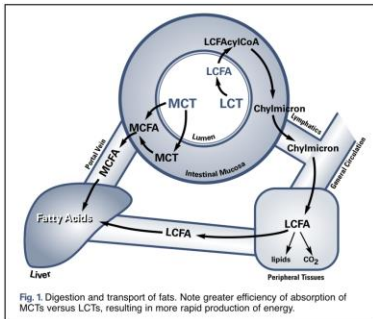 LCFAcylCoA
LCFA
MCT
LCT
Chylmicron
Lymphatics
MCFA
Lumen
Portal Vein
MCT
Intestinal Mucosa
Chylmicron
MCFA
General Circulation
Fatty Acids
LCFA
LCFA
lipids
CO2
Liver
Peripheral Tissues
Fig. 1. Digestion and transport of fats. Note greater efficiency of absorption of
MCTs versus LCTs, resulting in more rapid production of energy.